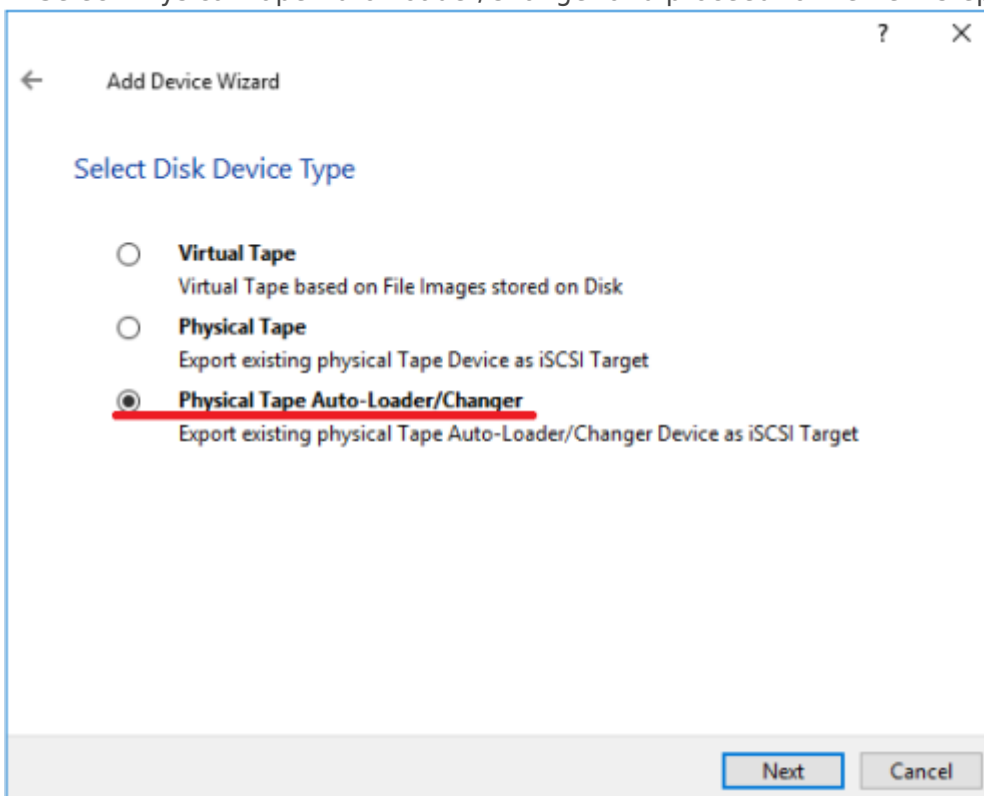 ?
Add Device Wizard
Select Disk Device Type
Virtual Tape
Virtual Tape based on File Images stored on Disk
Physical Tape
Export existing physical Tape Device as iSCSI Target
Physical Tape Auto-Loader/Changer
Export existing physical Tape Auto-Loader/Changer Device as iSCSI Target
Next Cancel